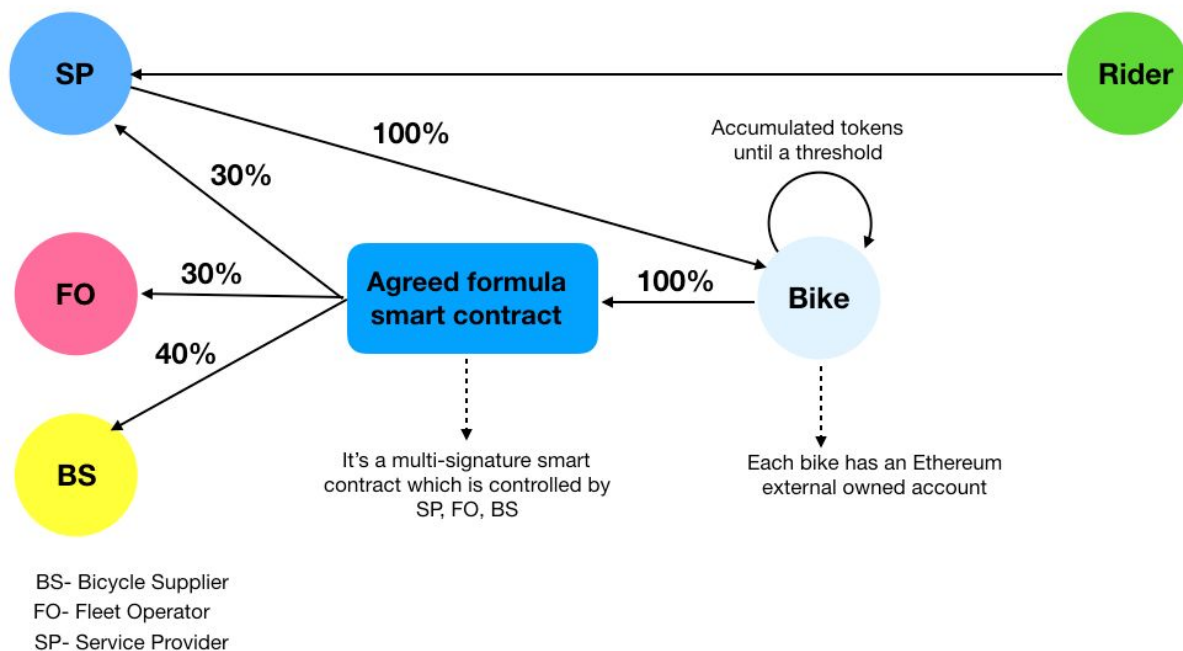 SP
Rider
100%
Accumulated tokens
until a threshold
30%
FO
30%
Agreed formula
smart contract
100%
Bike
40%
BS
It's a multi-signature smart
contract which is controlled by
SP, FO, BS
Each bike has an Ethereum
external owned account
BS- Bicycle Supplier
FO- Fleet Operator
SP- Service Provider